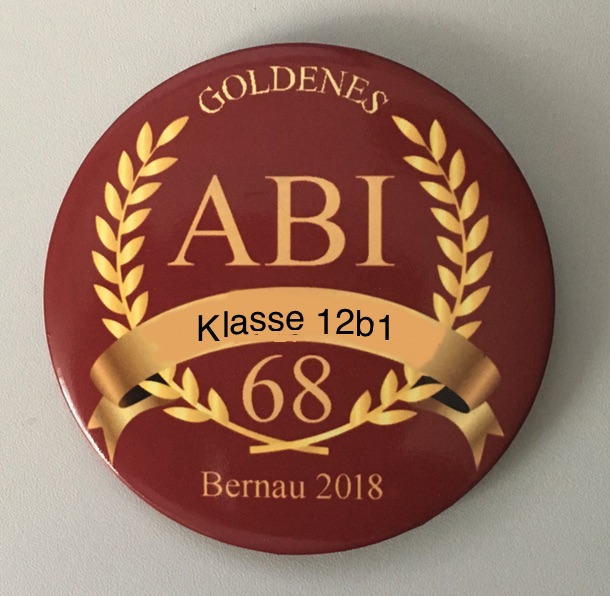 GOLDENES
ABI
Klasse 12b1
68
Bernau 2018